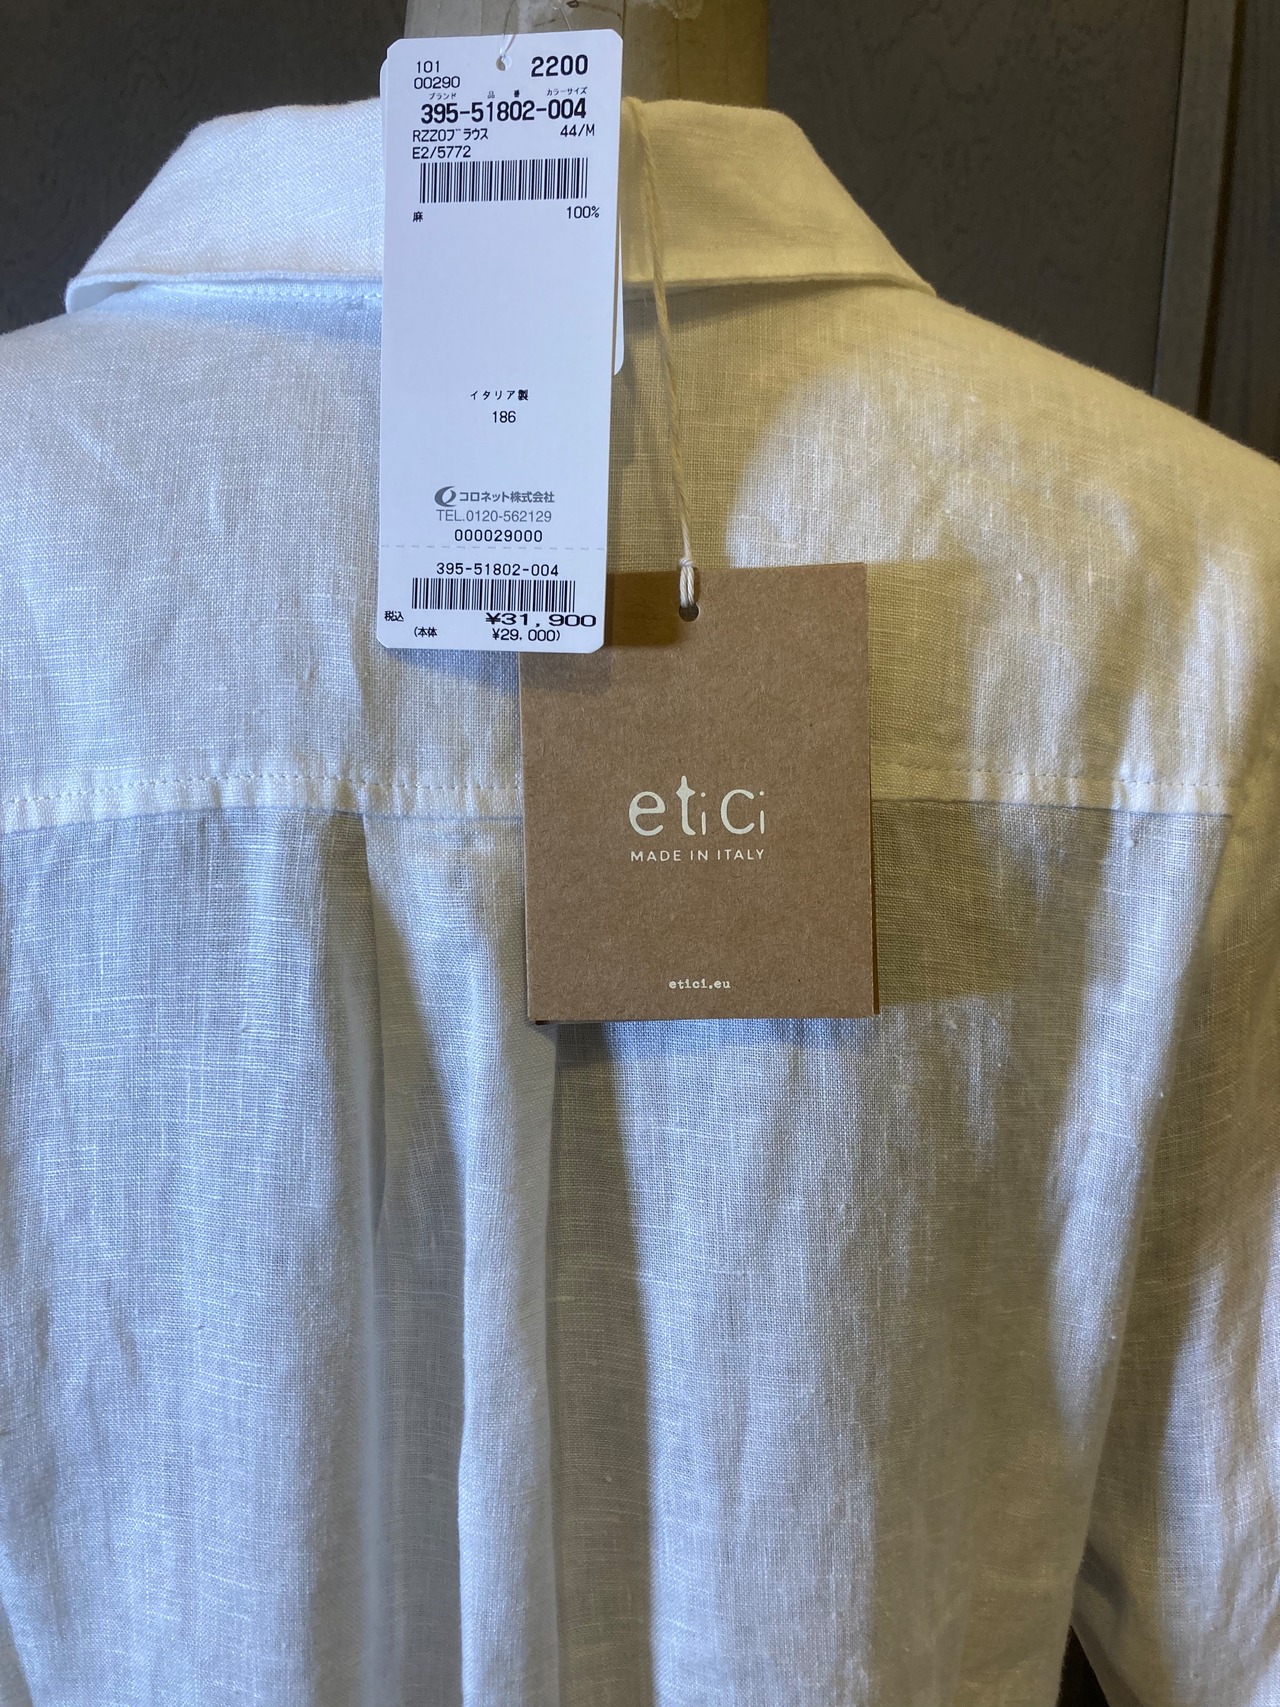 101
2200
00290
ブランド 品 番 カラーサイズ
395-51802-004
RZZOブラウス 44/M
E2/5772
麻 100%
イタリア製
186
コロネット株式会社
TEL.0120-562129
000029000
395-51802-004
税込 ¥31,900
(本体 ¥29,000)
etiCi
MADE IN ITALY
etici.eu